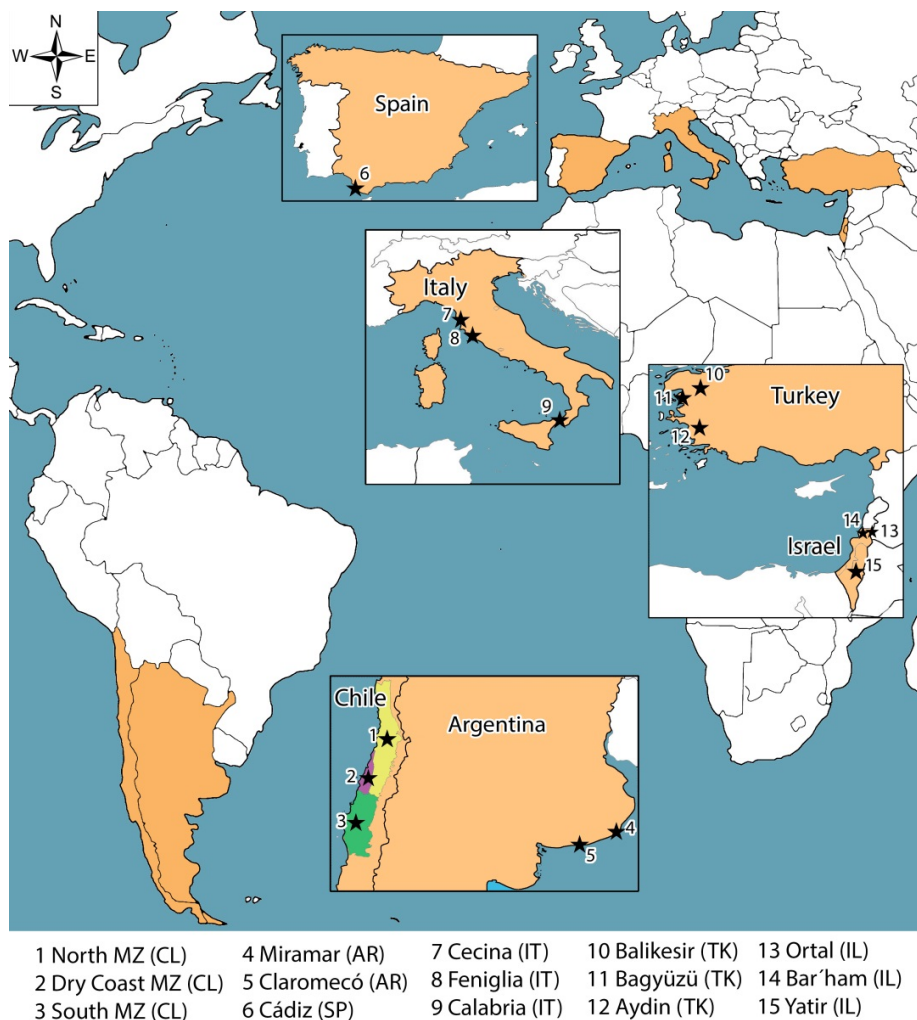 N
W E
S
Spain
6
Italy
7
8
9
10
Turkey
11
12
14 13
Israel
15
Chile
1
Argentina
2
3
4
5
1 North MZ (CL) 4 Miramar (AR) 7 Cecina (IT) 10 Balikesir (TK) 13 Ortal (IL)
2 Dry Coast MZ (CL) 5 Claromecó (AR) 8 Feniglia (IT) 11 Bagyüzü (TK) 14 Bar´ham (IL)
3 South MZ (CL) 6 Cádiz (SP) 9 Calabria (IT) 12 Aydin (TK) 15 Yatir (IL)